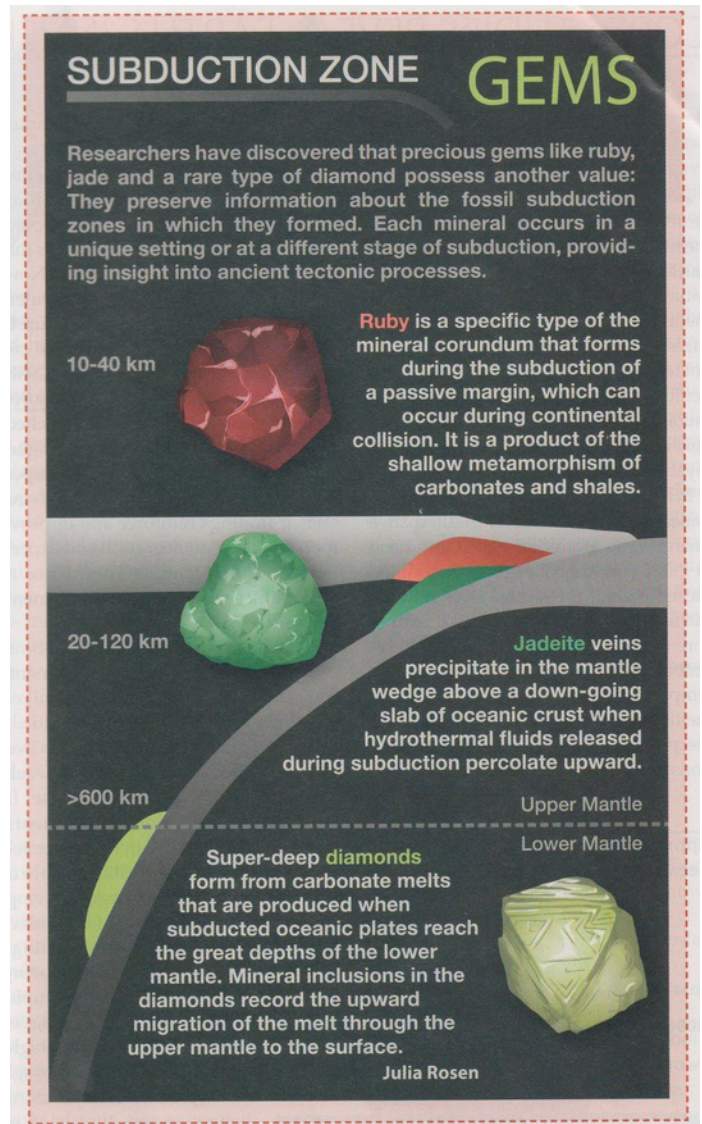 SUBDUCTION ZONE GEMS
Researchers have discovered that precious gems like ruby,
jade and a rare type of diamond possess another value:
They preserve information about the fossil subduction
zones in which they formed. Each mineral occurs in a
unique setting or at a different stage of subduction, provid-
ing insight into ancient tectonic processes.
10-40 km
Ruby is a specific type of the
mineral corundum that forms
during the subduction of
a passive margin, which can
occur during continental
collision. It is a product of the
shallow metamorphism of
carbonates and shales.
20-120 km
Jadeite veins
precipitate in the mantle
wedge above a down-going
slab of oceanic crust when
hydrothermal fluids released
during subduction percolate upward.
>600 km
Upper Mantle
Lower Mantle
Super-deep diamonds
form from carbonate melts
that are produced when
subducted oceanic plates reach
the great depths of the lower
mantle. Mineral inclusions in the
diamonds record the upward
migration of the melt through the
upper mantle to the surface.
Julia Rosen